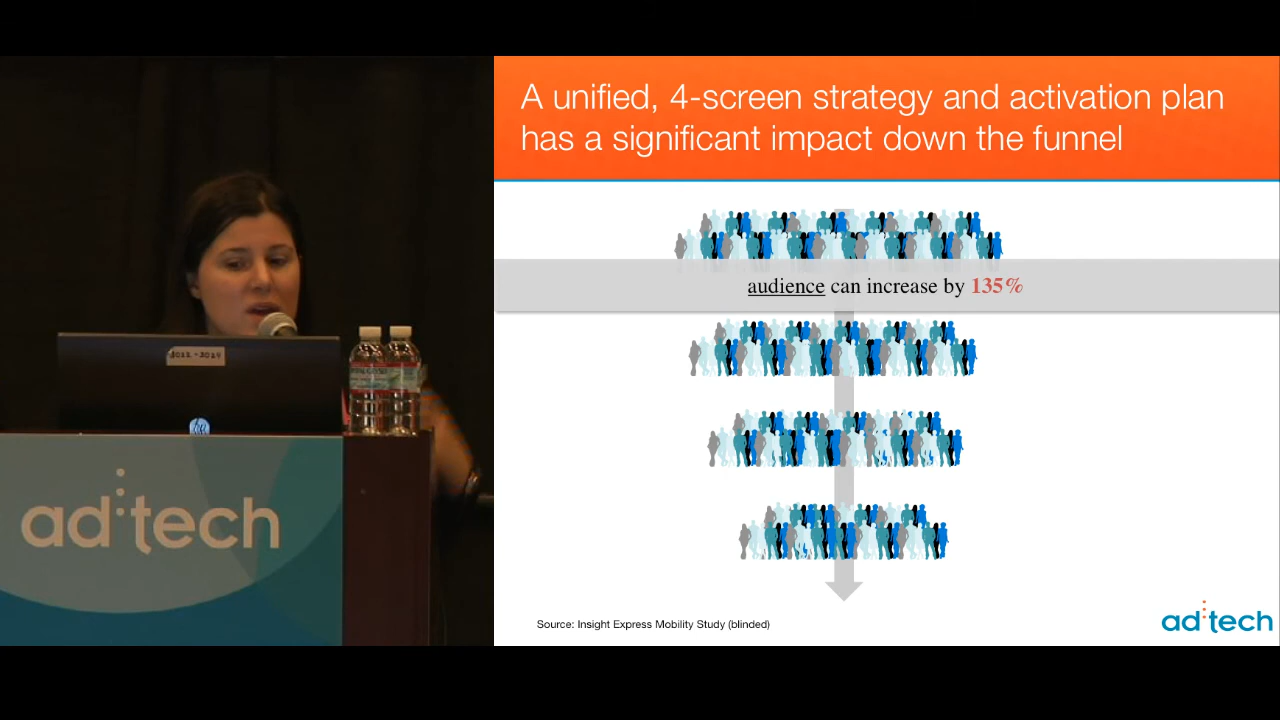 A unified, 4-screen strategy and activation plan
has a significant impact down the funnel
audience can increase by 135%
Source: Insight Express Mobility Study (blinded)
ad:tech
ad:tech